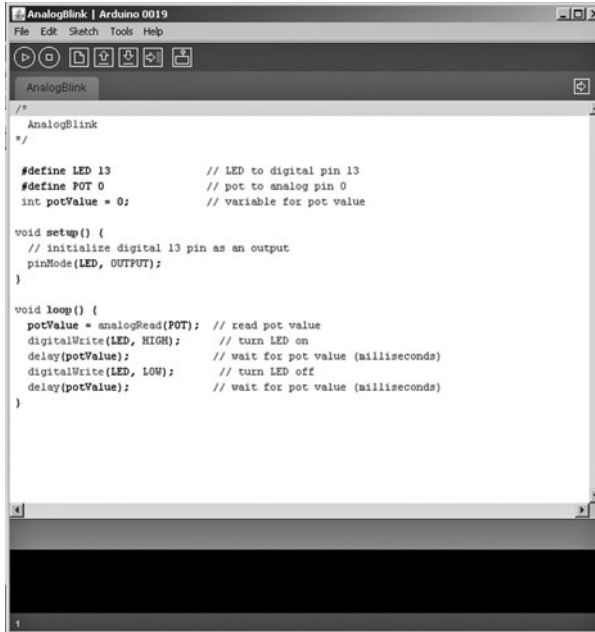 AnalogBlink | Arduino 0019
File Edit Sketch Tools Help
AnalogBlink
/*
  AnalogBlink
*/
#define LED 13 // LED to digital pin 13
#define POT 0 // pot to analog pin 0
int potValue = 0; // variable for pot value
void setup() {
  // initialize digital 13 pin as an output
  pinMode(LED, OUTPUT);
}
void loop() {
  potValue = analogRead(POT); // read pot value
  digitalWrite(LED, HIGH); // turn LED on
  delay(potValue); // wait for pot value (milliseconds)
  digitalWrite(LED, LOW); // turn LED off
  delay(potValue); // wait for pot value (milliseconds)
}
1